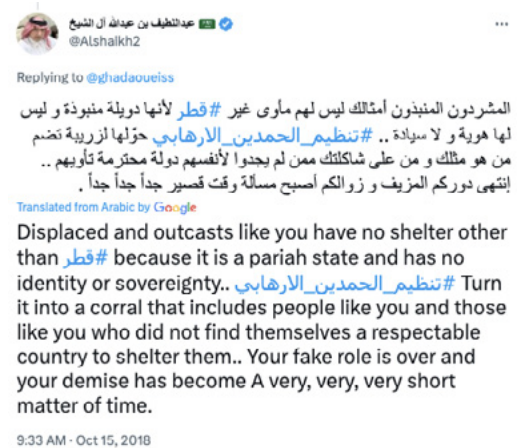 عبداللطيف بن عبدالله آل الشيخ
@Alshaikh2
Replying to @ghadaoueiss
المشردون المنبذون أمثالك ليس لهم مأوى غير #قطر لأنها دويلة منبوذة و ليس
لها هوية و لا سيادة .. #تنظيم_الحمدين_الارهابي حوّلها لزريبة تضم
من هو مثلك و من على شاكلتك ممن لم يجدوا لأنفسهم دولة محترمة تأويهم ..
إنتهى دوركم المزيف و زوالكم أصبح مسألة وقت قصير جداً جداً جداً .
Translated from Arabic by Google
Displaced and outcasts like you have no shelter other
than #قطر because it is a pariah state and has no
identity or sovereignty.. #تنظيم_الحمدين_الارهابي Turn
it into a corral that includes people like you and those
like you who did not find themselves a respectable
country to shelter them.. Your fake role is over and
your demise has become A very, very, very short
matter of time.
9:33 AM · Oct 15, 2018